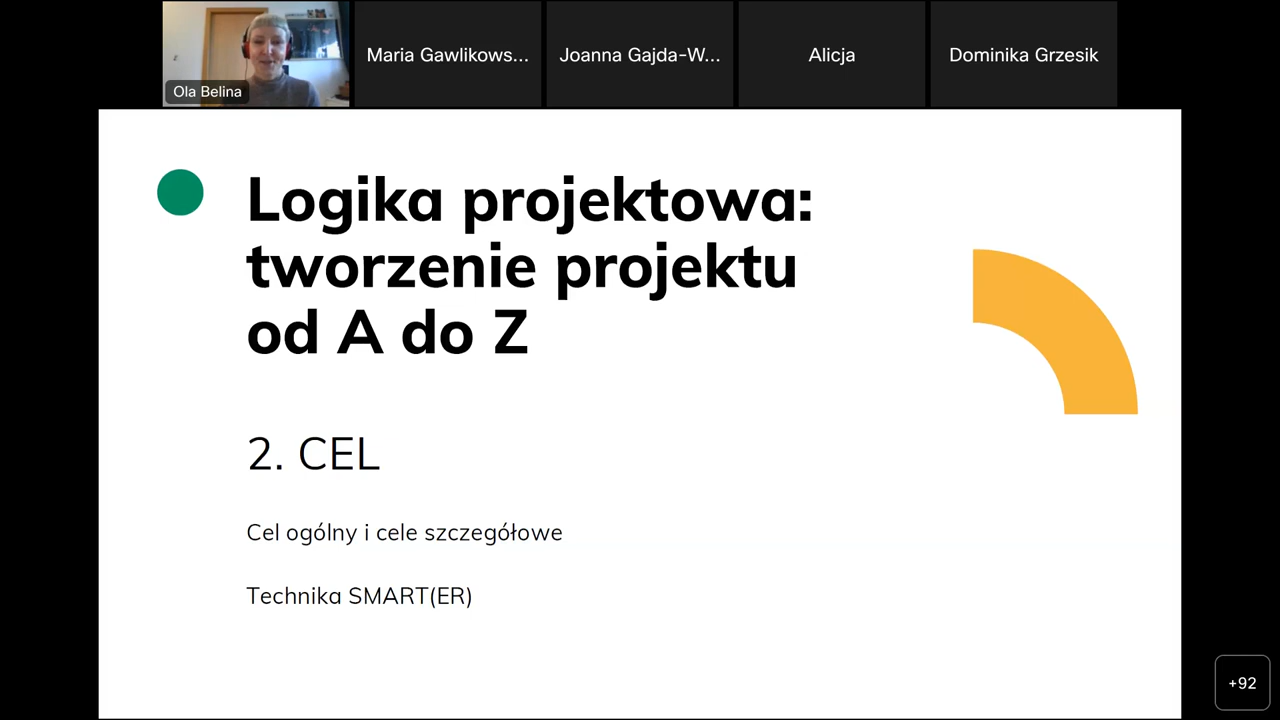 Ola Belina
Maria Gawlikows...
Joanna Gajda-W...
Alicja
Dominika Grzesik
Logika projektowa:
tworzenie projektu
od A do Z
2. CEL
Cel ogólny i cele szczegółowe
Technika SMART(ER)
+92